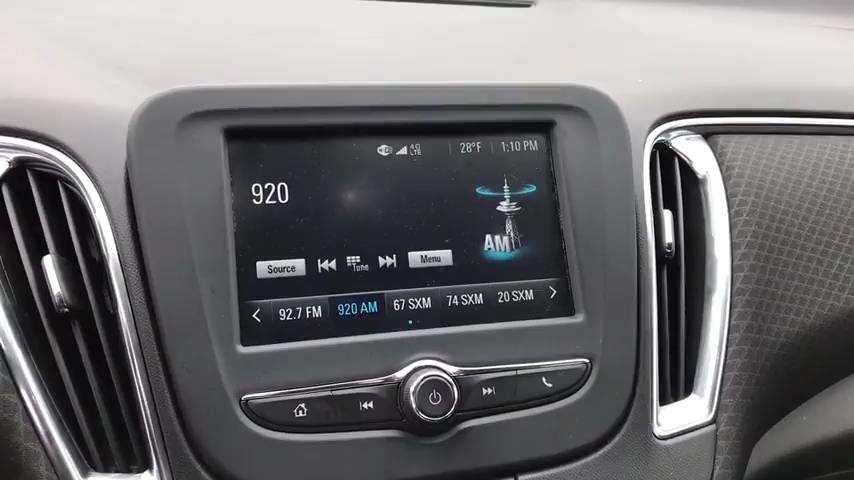 4G LTE 28°F 1:10 PM
920
AM
Source Tune Menu
92.7 FM 920 AM 67 SXM 74 SXM 20 SXM